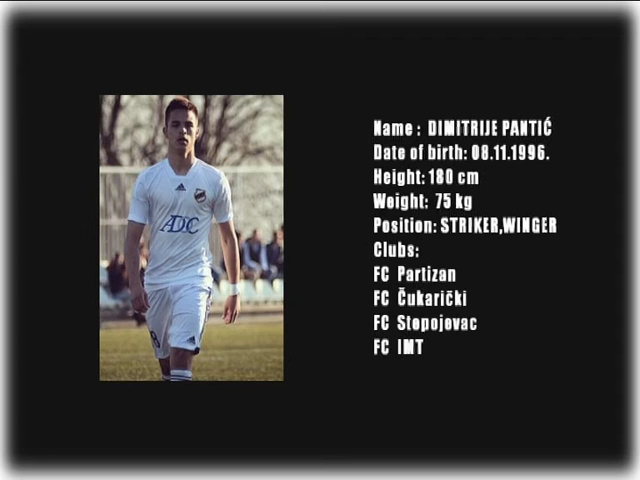 Name : DIMITRIJE PANTIĆ
Date of birth: 08.11.1996.
Height: 180 cm
Weight: 75 kg
Position: STRIKER,WINGER
Clubs:
FC Partizan
FC Čukarički
FC Stepojevac
FC IMT
ADOC